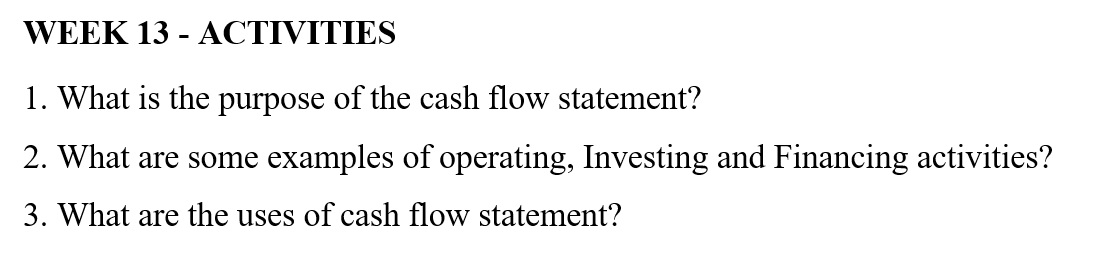 WEEK 13 - ACTIVITIES
1. What is the purpose of the cash flow statement?
2. What are some examples of operating, Investing and Financing activities?
3. What are the uses of cash flow statement?